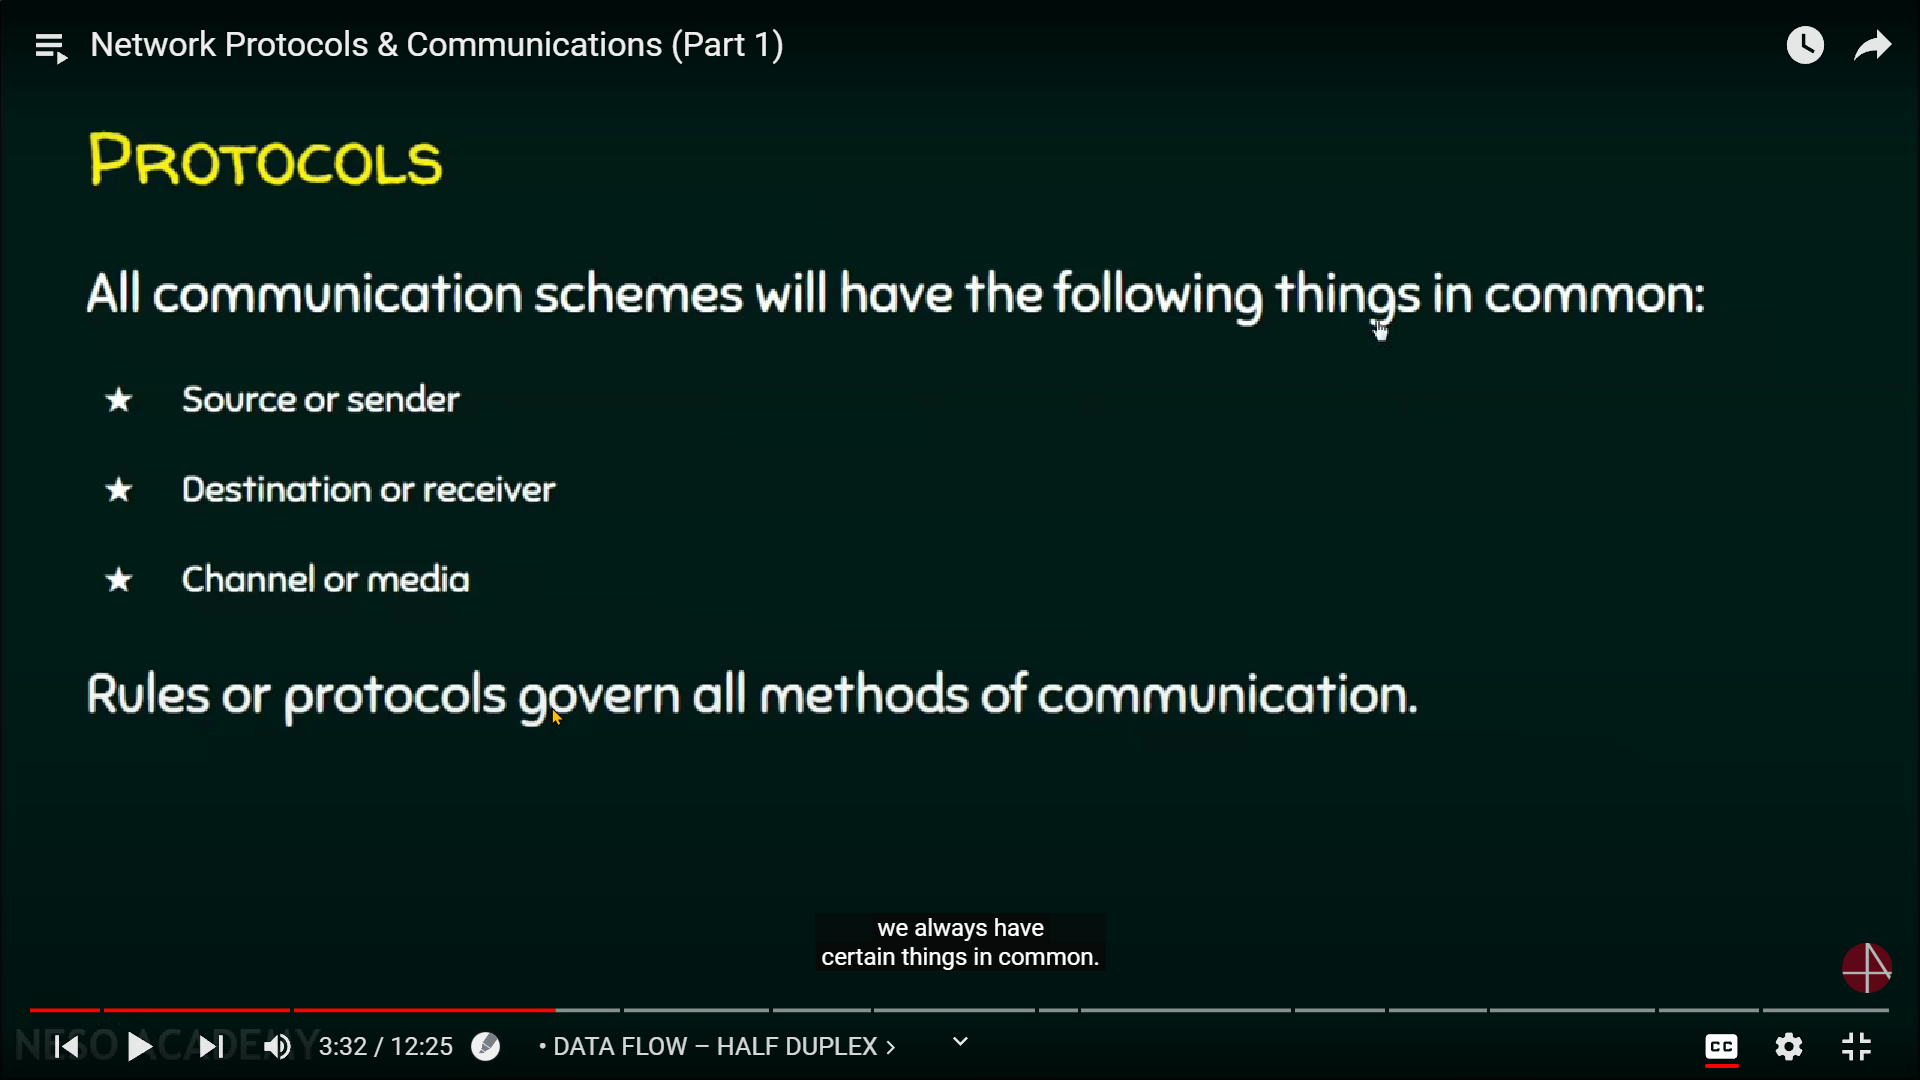 Network Protocols & Communications (Part 1)
PROTOCOLS
All communication schemes will have the following things in common:
★ Source or sender
★ Destination or receiver
★ Channel or media
Rules or protocols govern all methods of communication.
we always have
certain things in common.
NESO ACADEMY
3:32 / 12:25 • DATA FLOW – HALF DUPLEX >
CC